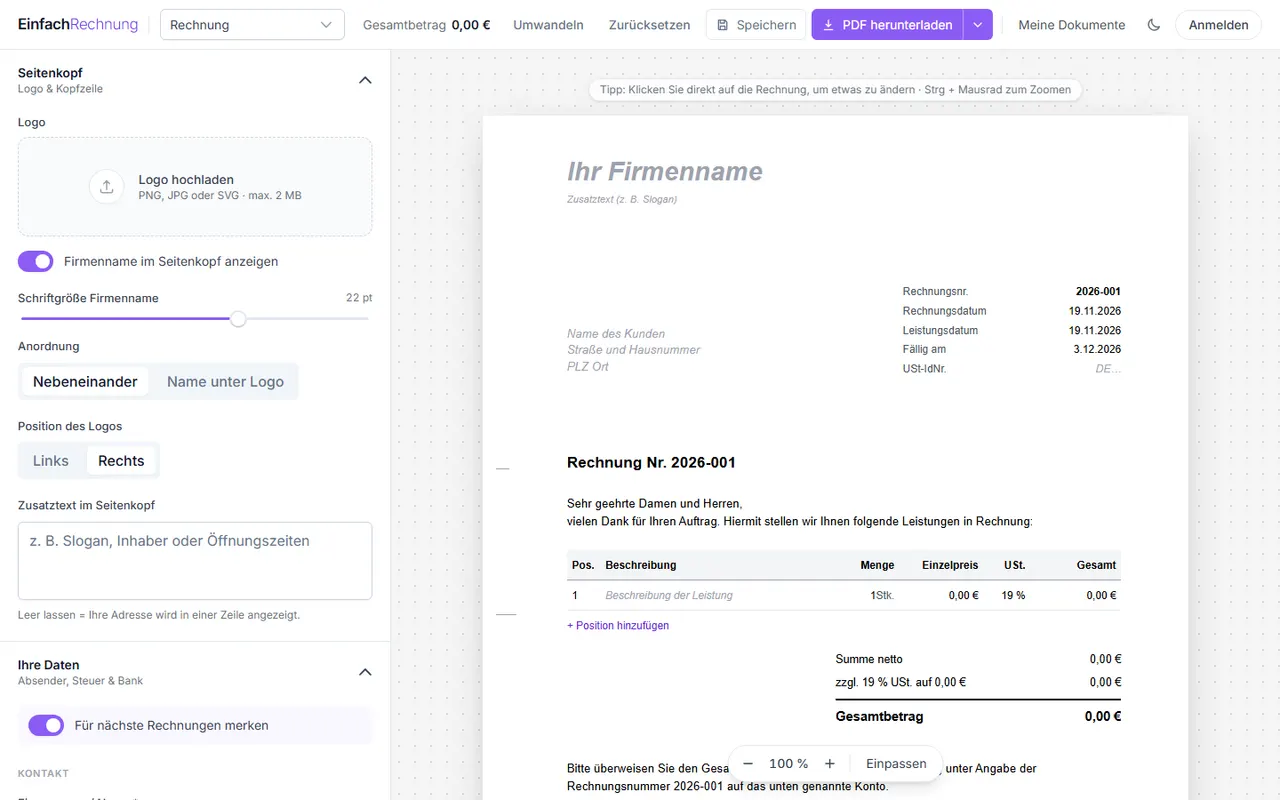 EinfachRechnung
Rechnung
Gesamtbetrag 0,00 €
Umwandeln
Zurücksetzen
Speichern
PDF herunterladen
Meine Dokumente
Anmelden
Seitenkopf
Logo & Kopfzeile
Logo
Logo hochladen
PNG, JPG oder SVG · max. 2 MB
Firmenname im Seitenkopf anzeigen
Schriftgröße Firmenname 22 pt
Anordnung
Nebeneinander Name unter Logo
Position des Logos
Links Rechts
Zusatztext im Seitenkopf
z. B. Slogan, Inhaber oder Öffnungszeiten
Leer lassen = Ihre Adresse wird in einer Zeile angezeigt.
Ihre Daten
Absender, Steuer & Bank
Für nächste Rechnungen merken
KONTAKT
Tipp: Klicken Sie direkt auf die Rechnung, um etwas zu ändern · Strg + Mausrad zum Zoomen
Ihr Firmenname
Zusatztext (z. B. Slogan)
Name des Kunden
Straße und Hausnummer
PLZ Ort
Rechnungsnr. 2026-001
Rechnungsdatum 19.11.2026
Leistungsdatum 19.11.2026
Fällig am 3.12.2026
USt-IdNr. DE…
Rechnung Nr. 2026-001
Sehr geehrte Damen und Herren,
vielen Dank für Ihren Auftrag. Hiermit stellen wir Ihnen folgende Leistungen in Rechnung:
Pos. Beschreibung Menge Einzelpreis USt. Gesamt
1 Beschreibung der Leistung 1 Stk. 0,00 € 19 % 0,00 €
+ Position hinzufügen
Summe netto 0,00 €
zzgl. 19 % USt. auf 0,00 € 0,00 €
Gesamtbetrag 0,00 €
Bitte überweisen Sie den unter Angabe der
Rechnungsnummer 2026-001 auf das unten genannte Konto.
− 100 % + Einpassen